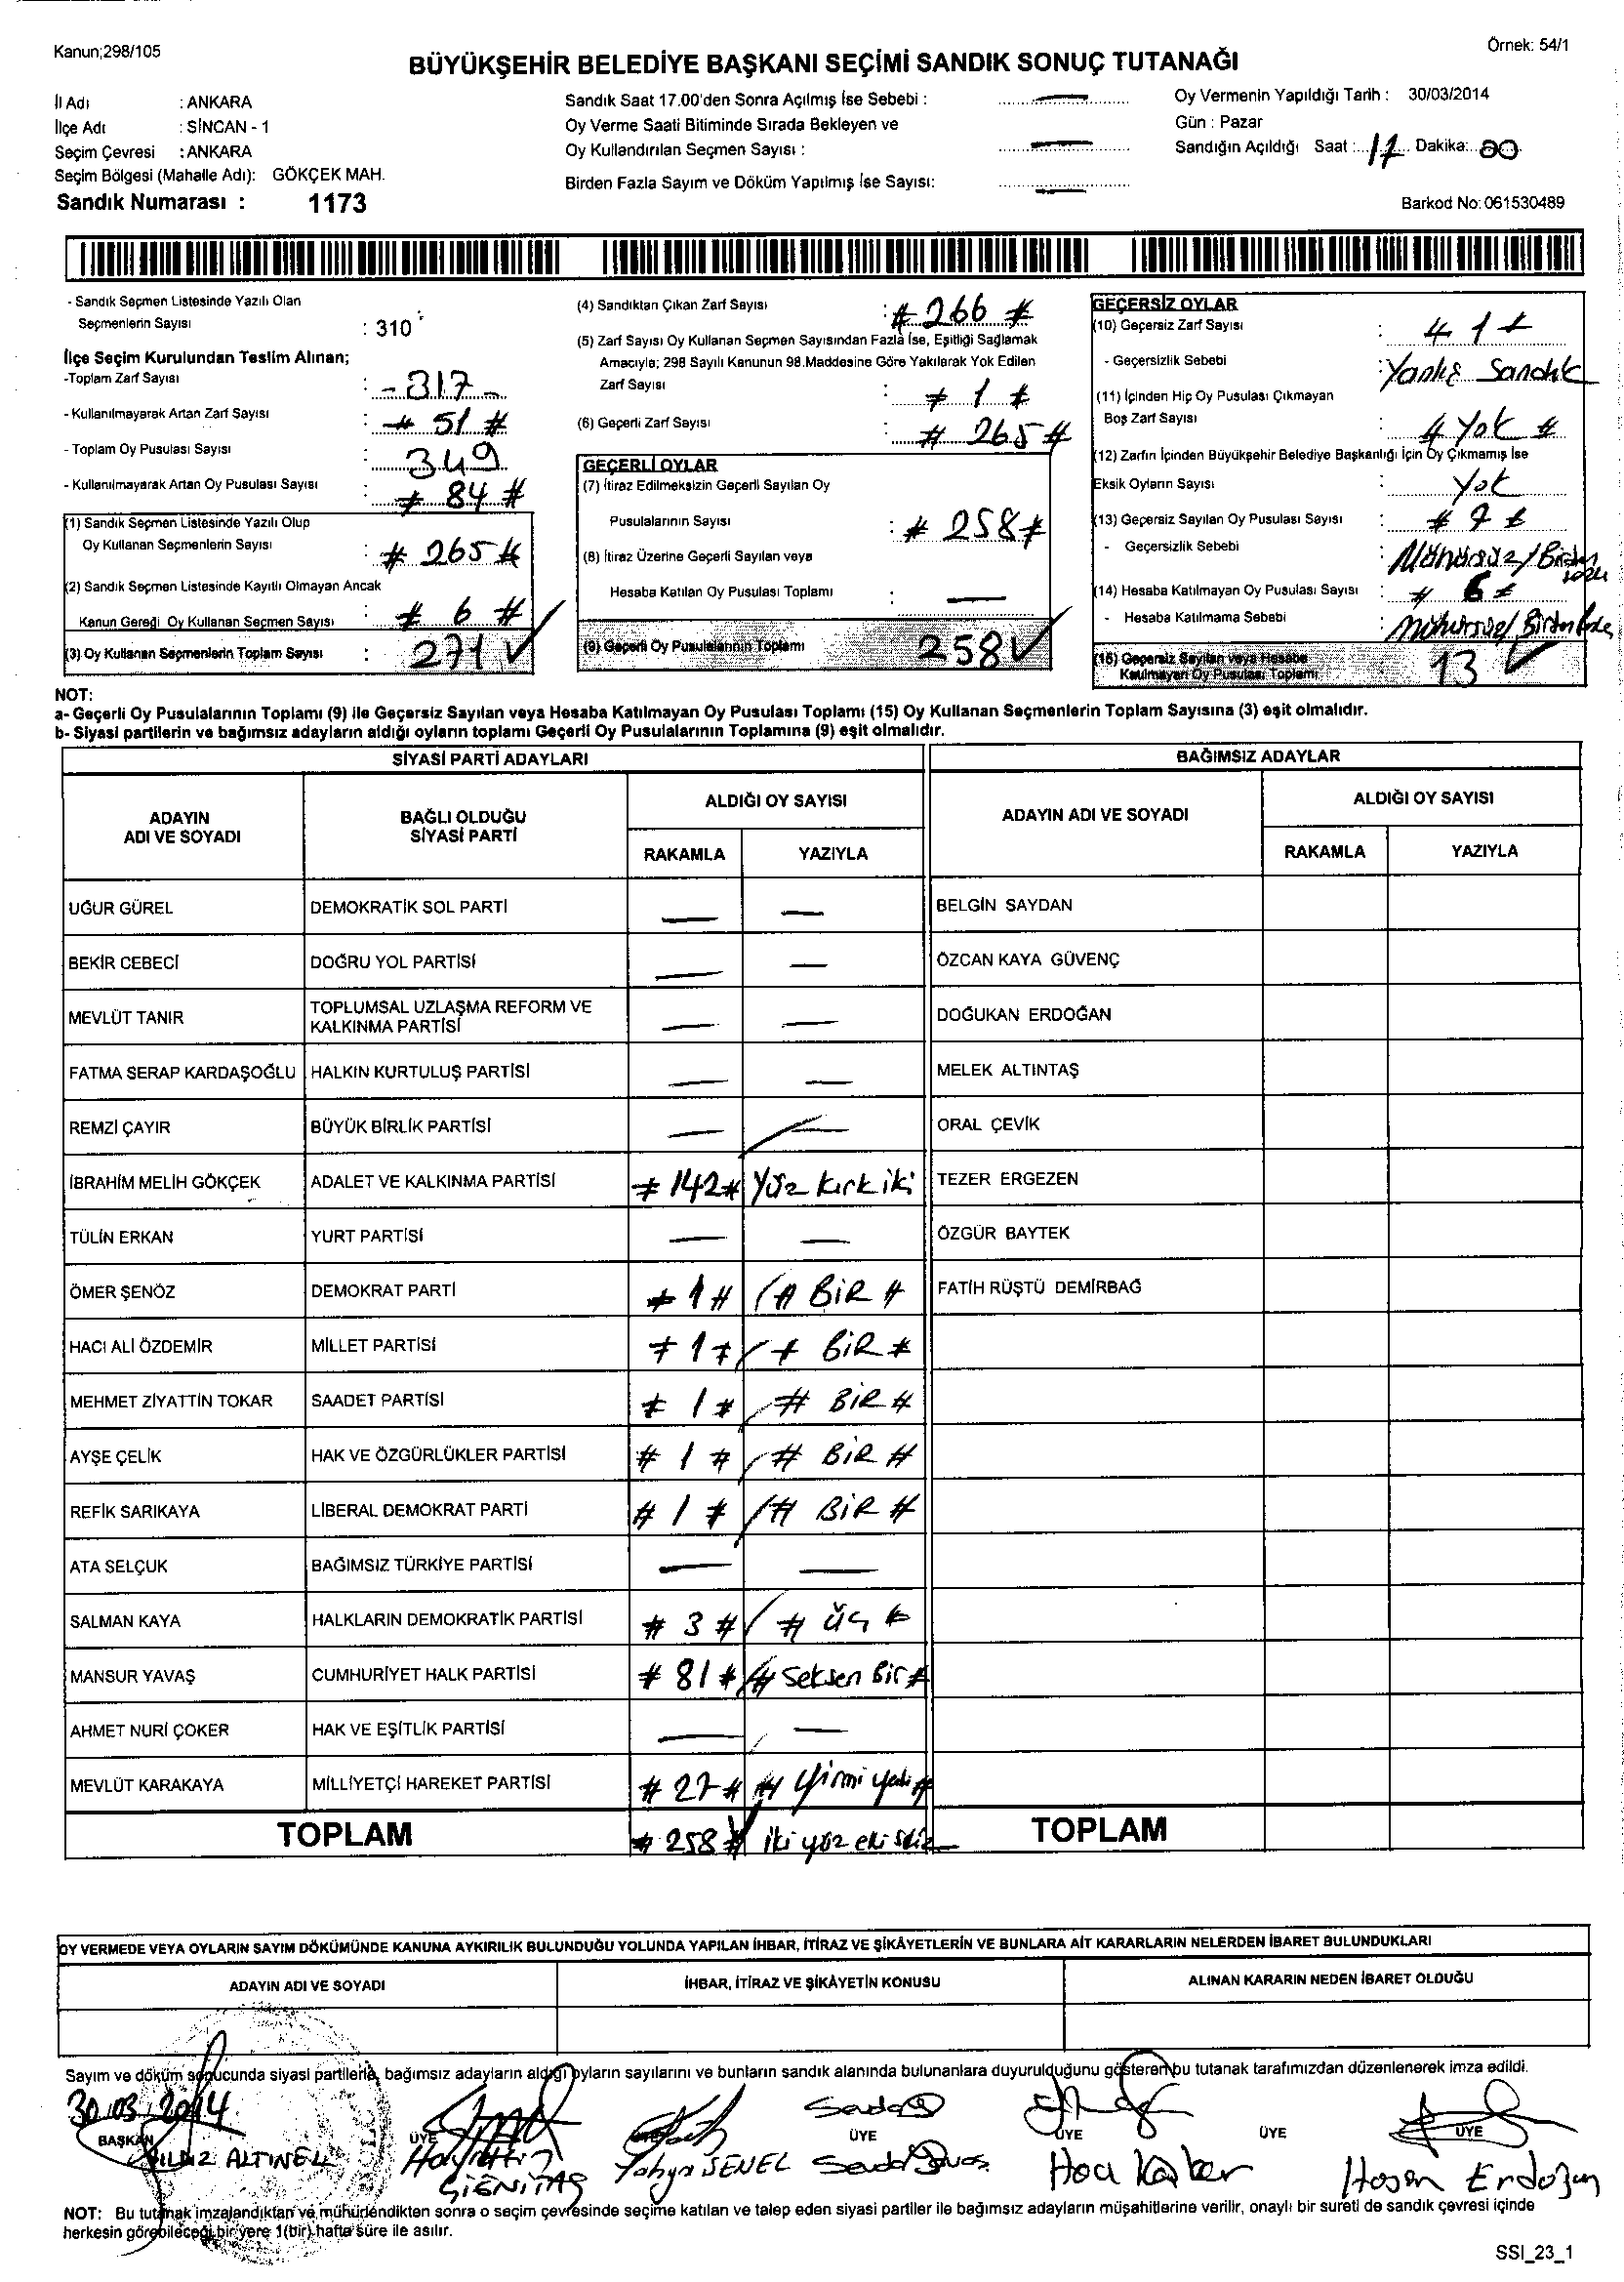 Kanun;298/105
Örnek: 54/1
BÜYÜKŞEHİR BELEDİYE BAŞKANI SEÇİMİ SANDIK SONUÇ TUTANAĞI
İl Adı : ANKARA
İlçe Adı : SİNCAN - 1
Seçim Çevresi : ANKARA
Seçim Bölgesi (Mahalle Adı): GÖKÇEK MAH.
Sandık Numarası : 1173
Sandık Saat 17.00'den Sonra Açılmış İse Sebebi : —
Oy Verme Saati Bitiminde Sırada Bekleyen ve
Oy Kullandırılan Seçmen Sayısı : —
Birden Fazla Sayım ve Döküm Yapılmış İse Sayısı: —
Oy Vermenin Yapıldığı Tarih : 30/03/2014
Gün : Pazar
Sandığın Açıldığı Saat : 17 Dakika: 00
Barkod No: 061530489
- Sandık Seçmen Listesinde Yazılı Olan
Seçmenlerin Sayısı : 310
İlçe Seçim Kurulundan Teslim Alınan;
-Toplam Zarf Sayısı : - 317 -
- Kullanılmayarak Artan Zarf Sayısı : # 51 #
- Toplam Oy Pusulası Sayısı : 349
- Kullanılmayarak Artan Oy Pusulası Sayısı : # 84 #
(1) Sandık Seçmen Listesinde Yazılı Olup
Oy Kullanan Seçmenlerin Sayısı : # 265 #
(2) Sandık Seçmen Listesinde Kayıtlı Olmayan Ancak
Kanun Gereği Oy Kullanan Seçmen Sayısı : # 6 #
(3) Oy Kullanan Seçmenlerin Toplam Sayısı : 271
(4) Sandıktan Çıkan Zarf Sayısı : # 266 #
(5) Zarf Sayısı Oy Kullanan Seçmen Sayısından Fazla İse, Eşitliği Sağlamak
Amacıyla; 298 Sayılı Kanunun 98.Maddesine Göre Yakılarak Yok Edilen
Zarf Sayısı : # 1 #
(6) Geçerli Zarf Sayısı : # 265 #
GEÇERLİ OYLAR
(7) İtiraz Edilmeksizin Geçerli Sayılan Oy
Pusulalarının Sayısı : # 258 #
(8) İtiraz Üzerine Geçerli Sayılan veya
Hesaba Katılan Oy Pusulası Toplamı : —
(9) Geçerli Oy Pusulalarının Toplamı 258
GEÇERSİZ OYLAR
(10) Geçersiz Zarf Sayısı : # 1 #
- Geçersizlik Sebebi : Yanlış Sandık
(11) İçinden Hiç Oy Pusulası Çıkmayan
Boş Zarf Sayısı : # Yok #
(12) Zarfın İçinden Büyükşehir Belediye Başkanlığı İçin Oy Çıkmamış İse
Eksik Oyların Sayısı : Yok
(13) Geçersiz Sayılan Oy Pusulası Sayısı : # 7 #
- Geçersizlik Sebebi : Mühürsüz/Birden
(14) Hesaba Katılmayan Oy Pusulası Sayısı : # 6 #
- Hesaba Katılmama Sebebi : Mühürsüz/Birden
(15) Geçersiz Sayılan veya Hesaba
Katılmayan Oy Pusulası Toplamı 13
NOT:
a- Geçerli Oy Pusulalarının Toplamı (9) ile Geçersiz Sayılan veya Hesaba Katılmayan Oy Pusulası Toplamı (15) Oy Kullanan Seçmenlerin Toplam Sayısına (3) eşit olmalıdır.
b- Siyasi partilerin ve bağımsız adayların aldığı oyların toplamı Geçerli Oy Pusulalarının Toplamına (9) eşit olmalıdır.
SİYASİ PARTİ ADAYLARI
ADAYIN ADI VE SOYADI
BAĞLI OLDUĞU SİYASİ PARTİ
ALDIĞI OY SAYISI
RAKAMLA YAZIYLA
UĞUR GÜREL DEMOKRATİK SOL PARTİ — —
BEKİR CEBECİ DOĞRU YOL PARTİSİ — —
MEVLÜT TANIR TOPLUMSAL UZLAŞMA REFORM VE KALKINMA PARTİSİ — —
FATMA SERAP KARDAŞOĞLU HALKIN KURTULUŞ PARTİSİ — —
REMZİ ÇAYIR BÜYÜK BİRLİK PARTİSİ — —
İBRAHİM MELİH GÖKÇEK ADALET VE KALKINMA PARTİSİ # 142 # Yüz kırk iki
TÜLİN ERKAN YURT PARTİSİ — —
ÖMER ŞENÖZ DEMOKRAT PARTİ # 1 # # BİR #
HACI ALİ ÖZDEMİR MİLLET PARTİSİ # 1 # # BİR #
MEHMET ZİYATTİN TOKAR SAADET PARTİSİ # 1 # # BİR #
AYŞE ÇELİK HAK VE ÖZGÜRLÜKLER PARTİSİ # 1 # # BİR #
REFİK SARIKAYA LİBERAL DEMOKRAT PARTİ # 1 # # BİR #
ATA SELÇUK BAĞIMSIZ TÜRKİYE PARTİSİ — —
SALMAN KAYA HALKLARIN DEMOKRATİK PARTİSİ # 3 # # üç #
MANSUR YAVAŞ CUMHURİYET HALK PARTİSİ # 81 # # Seksen Bir #
AHMET NURİ ÇOKER HAK VE EŞİTLİK PARTİSİ — —
MEVLÜT KARAKAYA MİLLİYETÇİ HAREKET PARTİSİ # 27 # # Yirmi yedi #
TOPLAM # 258 # iki yüz
BAĞIMSIZ ADAYLAR
ADAYIN ADI VE SOYADI
ALDIĞI OY SAYISI
RAKAMLA YAZIYLA
BELGİN SAYDAN
ÖZCAN KAYA GÜVENÇ
DOĞUKAN ERDOĞAN
MELEK ALTINTAŞ
ORAL ÇEVİK
TEZER ERGEZEN
ÖZGÜR BAYTEK
FATİH RÜŞTÜ DEMİRBAĞ
TOPLAM
OY VERMEDE VEYA OYLARIN SAYIM DÖKÜMÜNDE KANUNA AYKIRILIK BULUNDUĞU YOLUNDA YAPILAN İHBAR, İTİRAZ VE ŞİKÂYETLERİN VE BUNLARA AİT KARARLARIN NELERDEN İBARET BULUNDUKLARI
ADAYIN ADI VE SOYADI İHBAR, İTİRAZ VE ŞİKÂYETİN KONUSU ALINAN KARARIN NEDEN İBARET OLDUĞU
Sayım ve döküm sonucunda siyasi partilerle, bağımsız adayların aldığı oyların sayılarını ve bunların sandık alanında bulunanlara duyurulduğunu gösteren bu tutanak tarafımızdan düzenlenerek imza edildi.
30.03.2014
BAŞKAN ÜYE ÜYE ÜYE ÜYE ÜYE
YILDIZ ALTINEL Hayrettin Yahya ŞENEL Hasan Erdoğan
NOT: Bu tutanak imzalandıktan ve mühürlendikten sonra o seçim çevresinde seçime katılan ve talep eden siyasi partiler ile bağımsız adayların müşahitlerine verilir, onaylı bir sureti de sandık çevresi içinde
herkesin görebileceği bir yere 1(bir) hafta süre ile asılır.
SSI_23_1